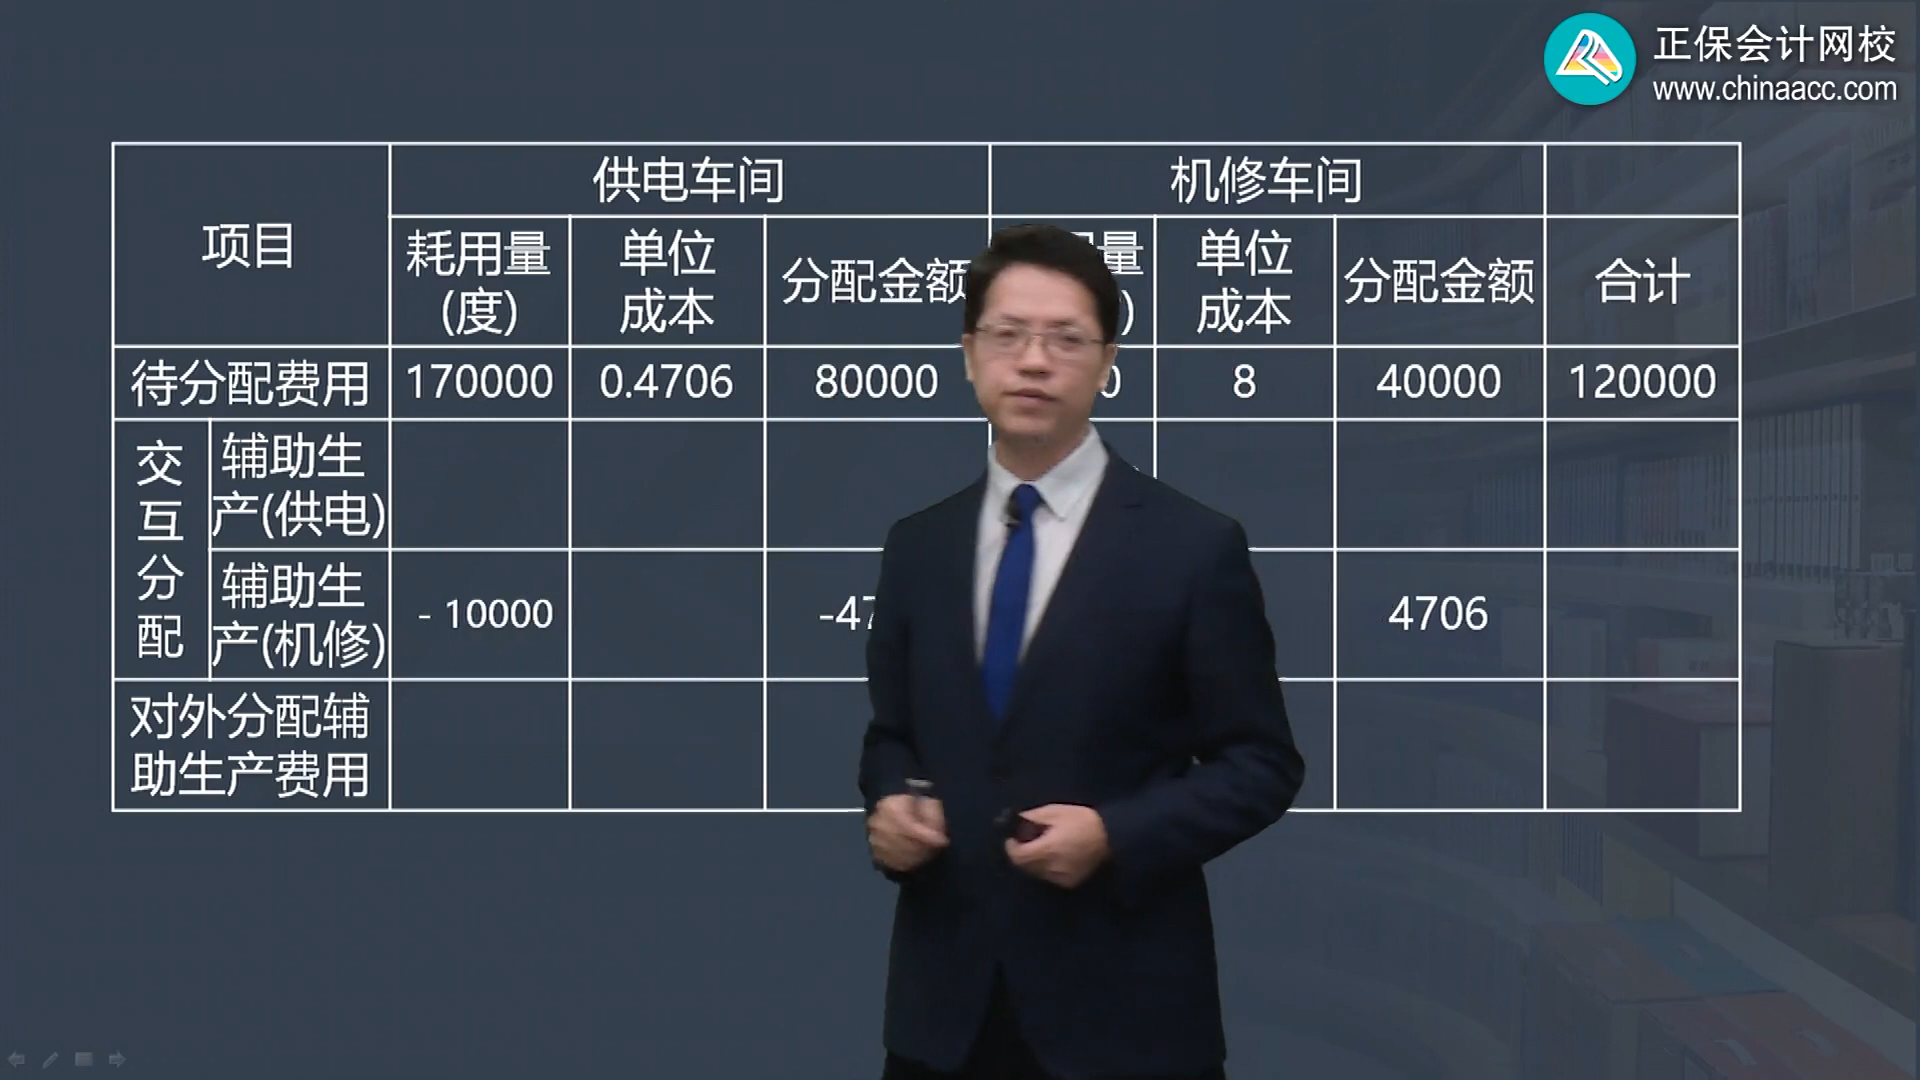 正保会计网校
www.chinaacc.com
项目
供电车间
机修车间
耗用量
(度)
单位
成本
分配金额
量
)
单位
成本
分配金额
合计
待分配费用
170000
0.4706
80000
0
8
40000
120000
交
互
分
配
辅助生
产(供电)
辅助生
产(机修)
- 10000
-47
4706
对外分配辅
助生产费用